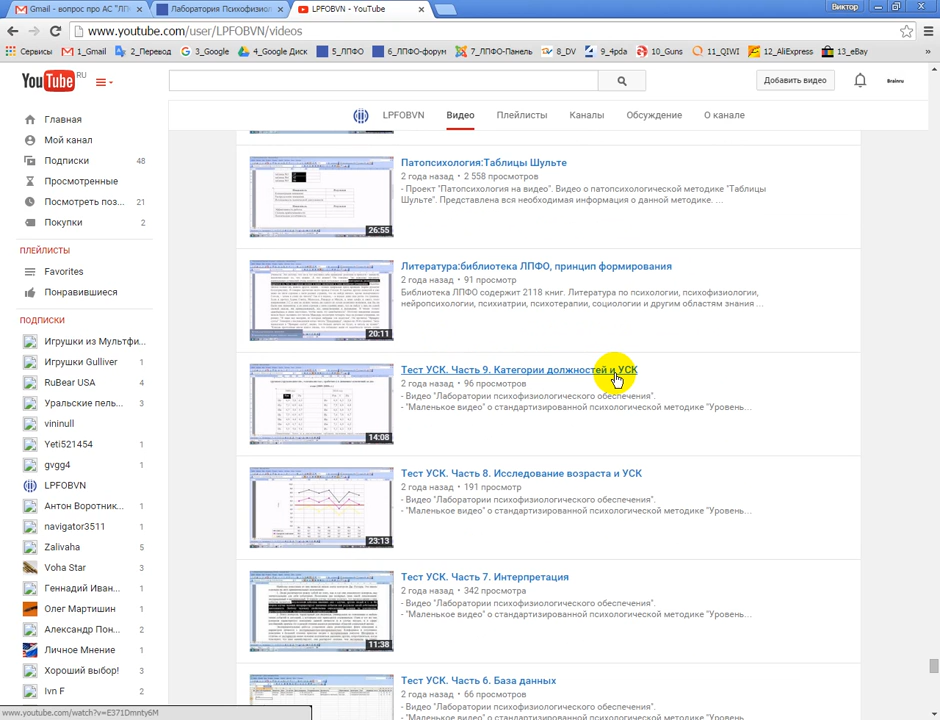 Gmail - вопрос про АС "ЛП
Лаборатория Психофизиол
LPFOBVN - YouTube
Виктор
www.youtube.com/user/LPFOBVN/videos
Сервисы
1_Gmail
2_Перевод
3_Google
4_Google Диск
5_ЛПФО
6_ЛПФО-форум
7_ЛПФО-Панель
8_DV
9_4pda
10_Guns
11_QIWI
12_AliExpress
13_eBay
»
YouTube RU
Добавить видео
Brainru
LPFOBVN
Видео
Плейлисты
Каналы
Обсуждение
О канале
Главная
Мой канал
Подписки 48
Просмотренные
Посмотреть поз... 21
Покупки 2
ПЛЕЙЛИСТЫ
Favorites
Понравившиеся
ПОДПИСКИ
Игрушки из Мультфи...
Игрушки Gulliver 1
RuBear USA 4
Уральские пель... 3
vininull
Yeti521454 1
gvgg4 1
LPFOBVN
Антон Воротник... 1
navigator3511 1
Zalivaha 5
Voha Star 3
Геннадий Иван... 1
Олег Мартишин 1
Александр Пон... 2
Личное Мнение 1
Хороший выбор! 3
Ivn F 2
Патопсихология:Таблицы Шульте
2 года назад • 2 558 просмотров
- Проект "Патопсихология на видео". Видео о патопсихологической методике "Таблицы
Шульте". Представлена вся необходимая информация о данной методике. ...
26:55
Литература:библиотека ЛПФО, принцип формирования
2 года назад • 91 просмотр
Библиотека ЛПФО содержит 2118 книг. Литература по психологии, психофизиологии,
нейропсихологии, психиатрии, психотерапии, социологии и другим областям знания ...
20:11
Тест УСК. Часть 9. Категории должностей и УСК
2 года назад • 96 просмотров
- Видео "Лаборатории психофизиологического обеспечения".
- "Маленькое видео" о стандартизированной психологической методике "Уровень...
14:08
Тест УСК. Часть 8. Исследование возраста и УСК
2 года назад • 191 просмотр
- Видео "Лаборатории психофизиологического обеспечения".
- "Маленькое видео" о стандартизированной психологической методике "Уровень...
23:13
Тест УСК. Часть 7. Интерпретация
2 года назад • 342 просмотра
- Видео "Лаборатории психофизиологического обеспечения".
- "Маленькое видео" о стандартизированной психологической методике "Уровень...
11:38
Тест УСК. Часть 6. База данных
2 года назад • 66 просмотров
- Видео "Лаборатории психофизиологического обеспечения".
www.youtube.com/watch?v=E371Dmnty6M